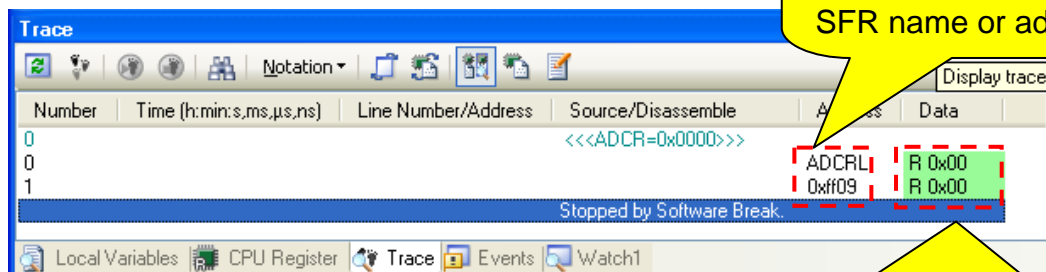 SFR name or ad
Trace
Notation
Display trace
Number Time (h:min:s,ms,µs,ns) Line Number/Address Source/Disassemble Data
0 <<<ADCR=0x0000>>>
0 ADCRL R 0x00
1 0xff09 R 0x00
Stopped by Software Break.
Local Variables CPU Register Trace Events Watch1